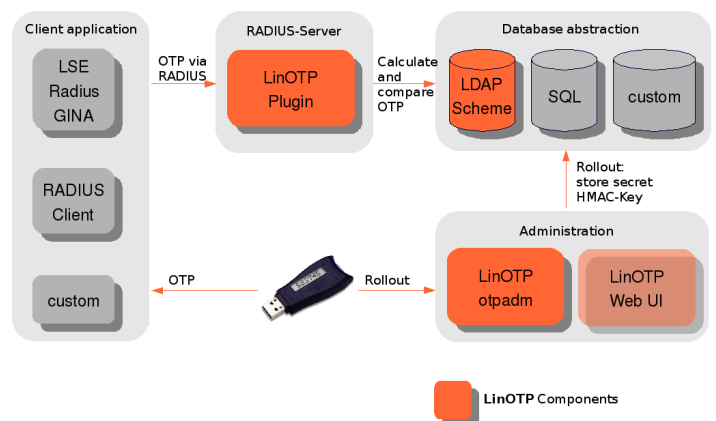 Client application
LSE
Radius
GINA
RADIUS
Client
custom
OTP via
RADIUS
RADIUS-Server
LinOTP
Plugin
Calculate
and
compare
OTP
Database abstraction
LDAP
Scheme
SQL
custom
Rollout:
store secret
HMAC-Key
Administration
LinOTP
otpadm
LinOTP
Web UI
OTP
Rollout
LinOTP Components